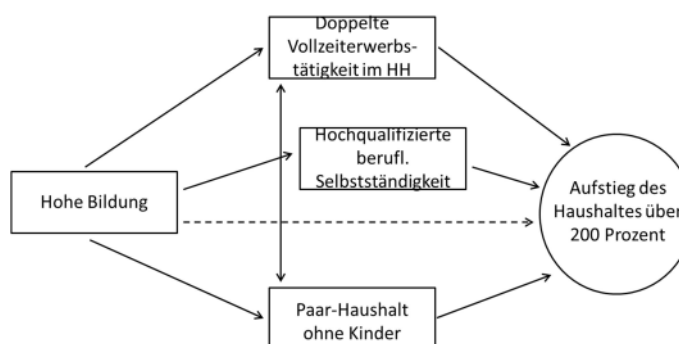 Doppelte
Vollzeiterwerbs-
tätigkeit im HH
Hochqualifizierte
berufl.
Selbstständigkeit
Hohe Bildung
Aufstieg des
Haushaltes über
200 Prozent
Paar-Haushalt
ohne Kinder